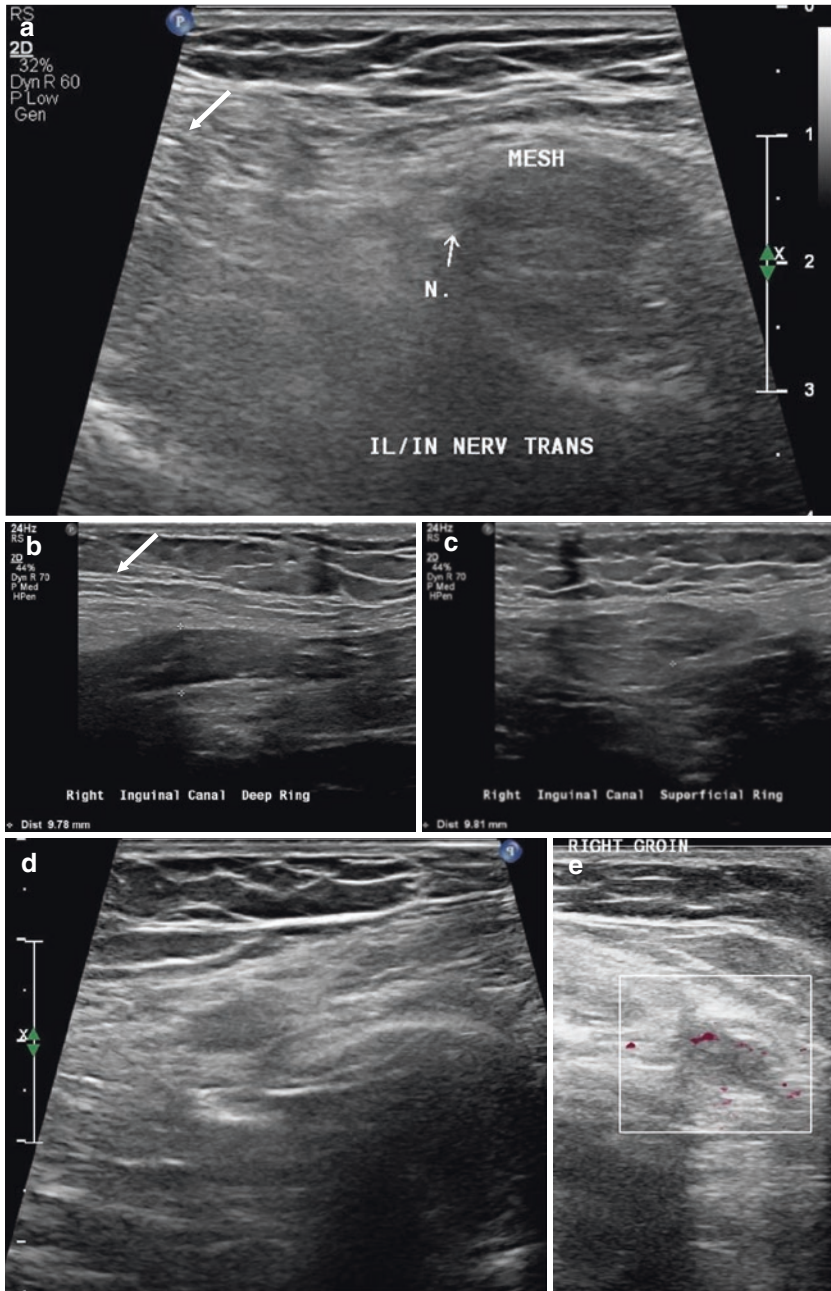 RS
a
P
2D
32%
Dyn R 60
P Low
Gen
0
MESH
1
X
2
N.
3
IL/IN NERV TRANS
4
24Hz
RS
b
P
2D
44%
Dyn R 70
P Med
HPen
Right Inguinal Canal Deep Ring
Dist 9.78 mm
24Hz
RS
c
P
2D
44%
Dyn R 70
P Med
HPen
Right Inguinal Canal Superficial Ring
Dist 9.81 mm
d
X
RIGHT GROIN
e